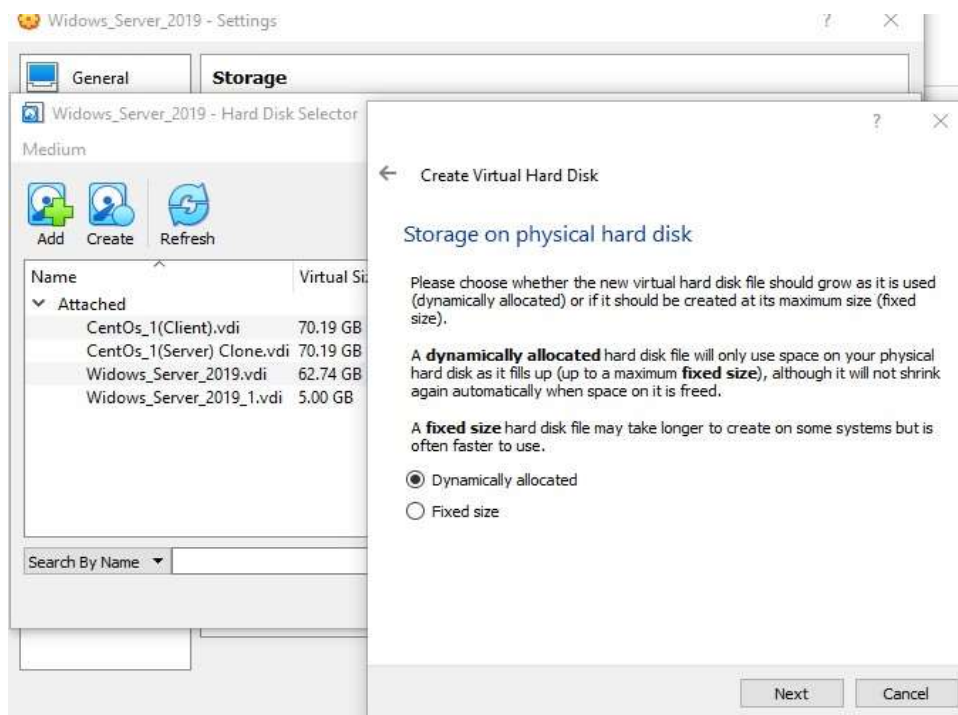 Widows_Server_2019 - Settings
?
General
Storage
Widows_Server_2019 - Hard Disk Selector
Medium
Add
Create
Refresh
Name
Virtual Si
Attached
CentOs_1(Client).vdi 70.19 GB
CentOs_1(Server) Clone.vdi 70.19 GB
Widows_Server_2019.vdi 62.74 GB
Widows_Server_2019_1.vdi 5.00 GB
Search By Name
?
Create Virtual Hard Disk
Storage on physical hard disk
Please choose whether the new virtual hard disk file should grow as it is used
(dynamically allocated) or if it should be created at its maximum size (fixed
size).
A dynamically allocated hard disk file will only use space on your physical
hard disk as it fills up (up to a maximum fixed size), although it will not shrink
again automatically when space on it is freed.
A fixed size hard disk file may take longer to create on some systems but is
often faster to use.
Dynamically allocated
Fixed size
Next
Cancel